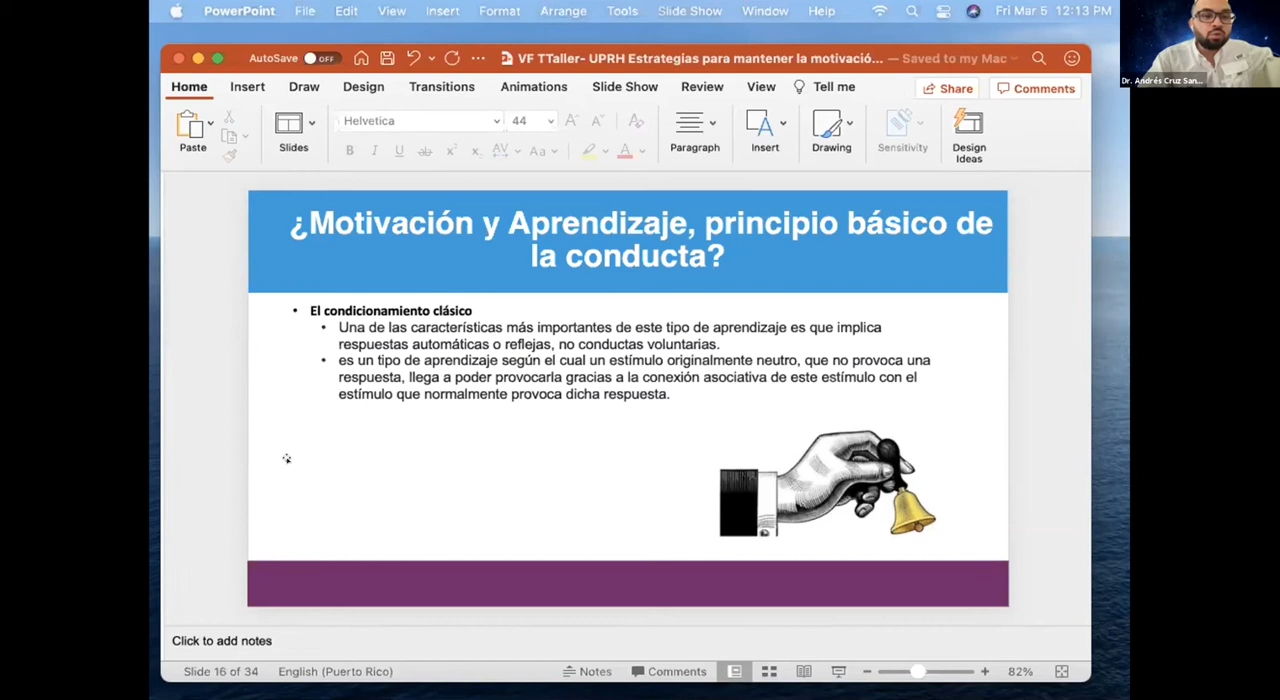 PowerPoint File Edit View Insert Format Arrange Tools Slide Show Window Help Fri Mar 5 12:13 PM
Dr. Andrés Cruz San...
AutoSave OFF VF TTaller- UPRH Estrategias para mantener la motivació... — Saved to my Mac
Home Insert Draw Design Transitions Animations Slide Show Review View Tell me Share Comments
Helvetica 44
Paste Slides Paragraph Insert Drawing Sensitivity Design
Ideas
¿Motivación y Aprendizaje, principio básico de
la conducta?
• El condicionamiento clásico
• Una de las características más importantes de este tipo de aprendizaje es que implica
respuestas automáticas o reflejas, no conductas voluntarias.
• es un tipo de aprendizaje según el cual un estímulo originalmente neutro, que no provoca una
respuesta, llega a poder provocarla gracias a la conexión asociativa de este estímulo con el
estímulo que normalmente provoca dicha respuesta.
Click to add notes
Slide 16 of 34 English (Puerto Rico) Notes Comments 82%